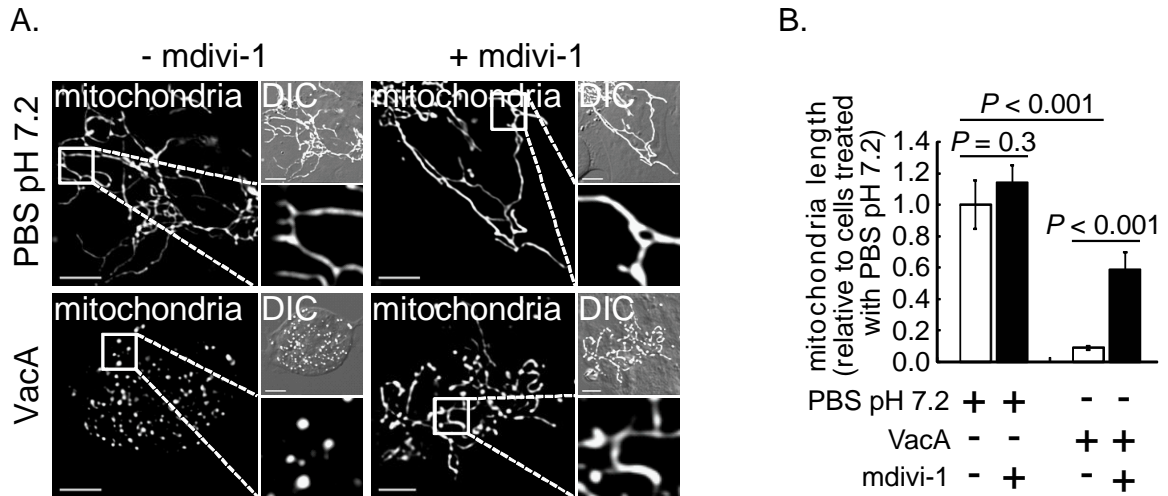 A.
- mdivi-1
+ mdivi-1
PBS pH 7.2
mitochondria
DIC
mitochondria
DIC
VacA
mitochondria
DIC
mitochondria
DIC
B.
mitochondria length
(relative to cells treated
with PBS pH 7.2)
P < 0.001
P = 0.3
P < 0.001
1.4
1.2
1.0
0.8
0.6
0.4
0.2
0.0
PBS pH 7.2 + + - -
VacA - - + +
mdivi-1 - + - +